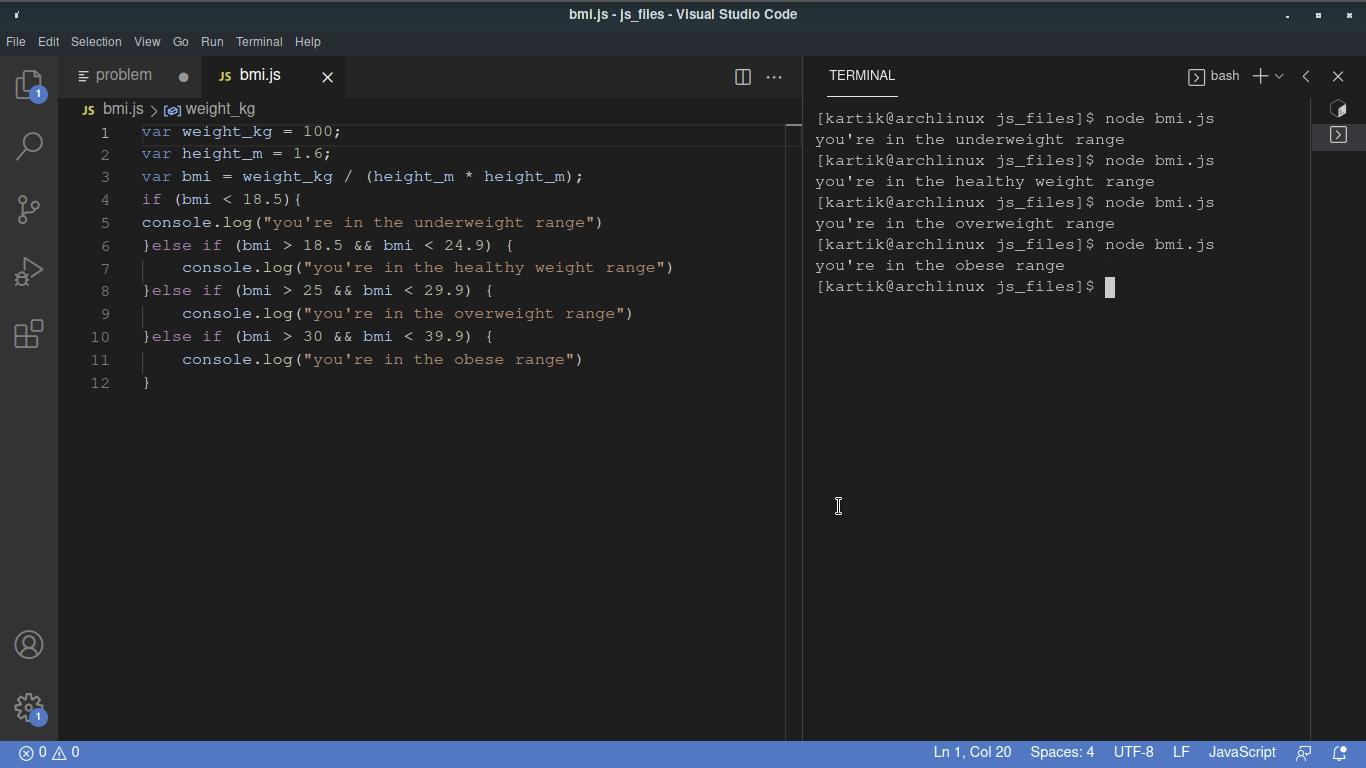 bmi.js - js_files - Visual Studio Code
File Edit Selection View Go Run Terminal Help
problem
JS bmi.js
JS bmi.js > weight_kg
1 var weight_kg = 100;
2 var height_m = 1.6;
3 var bmi = weight_kg / (height_m * height_m);
4 if (bmi < 18.5){
5 console.log("you're in the underweight range")
6 }else if (bmi > 18.5 && bmi < 24.9) {
7     console.log("you're in the healthy weight range")
8 }else if (bmi > 25 && bmi < 29.9) {
9     console.log("you're in the overweight range")
10 }else if (bmi > 30 && bmi < 39.9) {
11     console.log("you're in the obese range")
12 }
TERMINAL
bash
[kartik@archlinux js_files]$ node bmi.js
you're in the underweight range
[kartik@archlinux js_files]$ node bmi.js
you're in the healthy weight range
[kartik@archlinux js_files]$ node bmi.js
you're in the overweight range
[kartik@archlinux js_files]$ node bmi.js
you're in the obese range
[kartik@archlinux js_files]$
1
1
0 0
Ln 1, Col 20 Spaces: 4 UTF-8 LF JavaScript